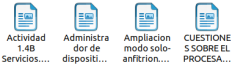 Actividad
1.4B
Servicios....
Administra
dor de
dispositi...
Ampliacion
modo solo-
anfitrion....
CUESTIONE
S SOBRE EL
PROCESA...